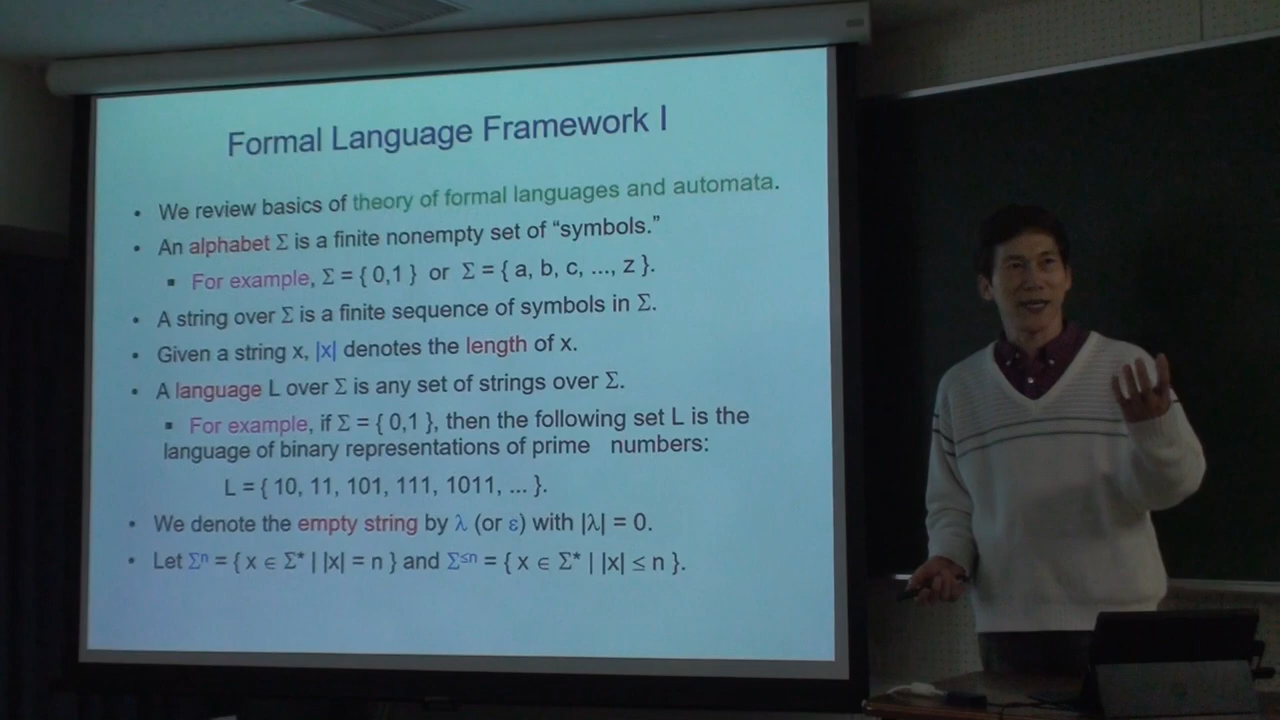 Formal Language Framework I
• We review basics of theory of formal languages and automata.
• An alphabet Σ is a finite nonempty set of “symbols.”
▪ For example, Σ = { 0,1 } or Σ = { a, b, c, ..., z }.
• A string over Σ is a finite sequence of symbols in Σ.
• Given a string x, |x| denotes the length of x.
• A language L over Σ is any set of strings over Σ.
▪ For example, if Σ = { 0,1 }, then the following set L is the
language of binary representations of prime numbers:
L = { 10, 11, 101, 111, 1011, ... }.
• We denote the empty string by λ (or ε) with |λ| = 0.
• Let Σⁿ = { x ∈ Σ* | |x| = n } and Σ≤ⁿ = { x ∈ Σ* | |x| ≤ n }.